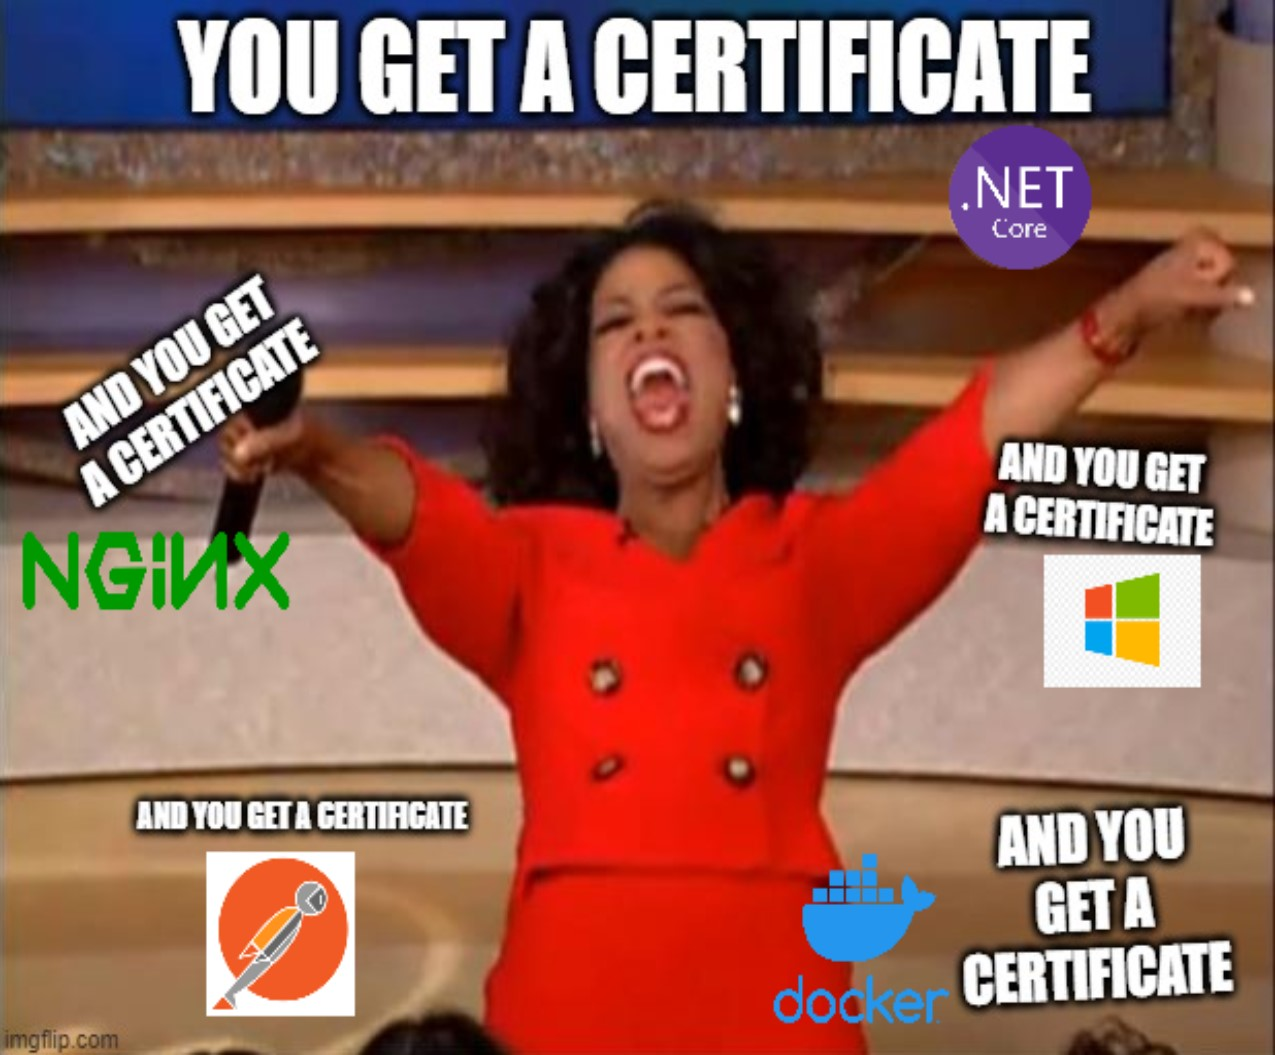 YOU GET A CERTIFICATE
.NET
Core
AND YOU GET
A CERTIFICATE
NGiNX
AND YOU GET
A CERTIFICATE
AND YOU GET A CERTIFICATE
AND YOU
GET A
CERTIFICATE
docker
imgflip.com